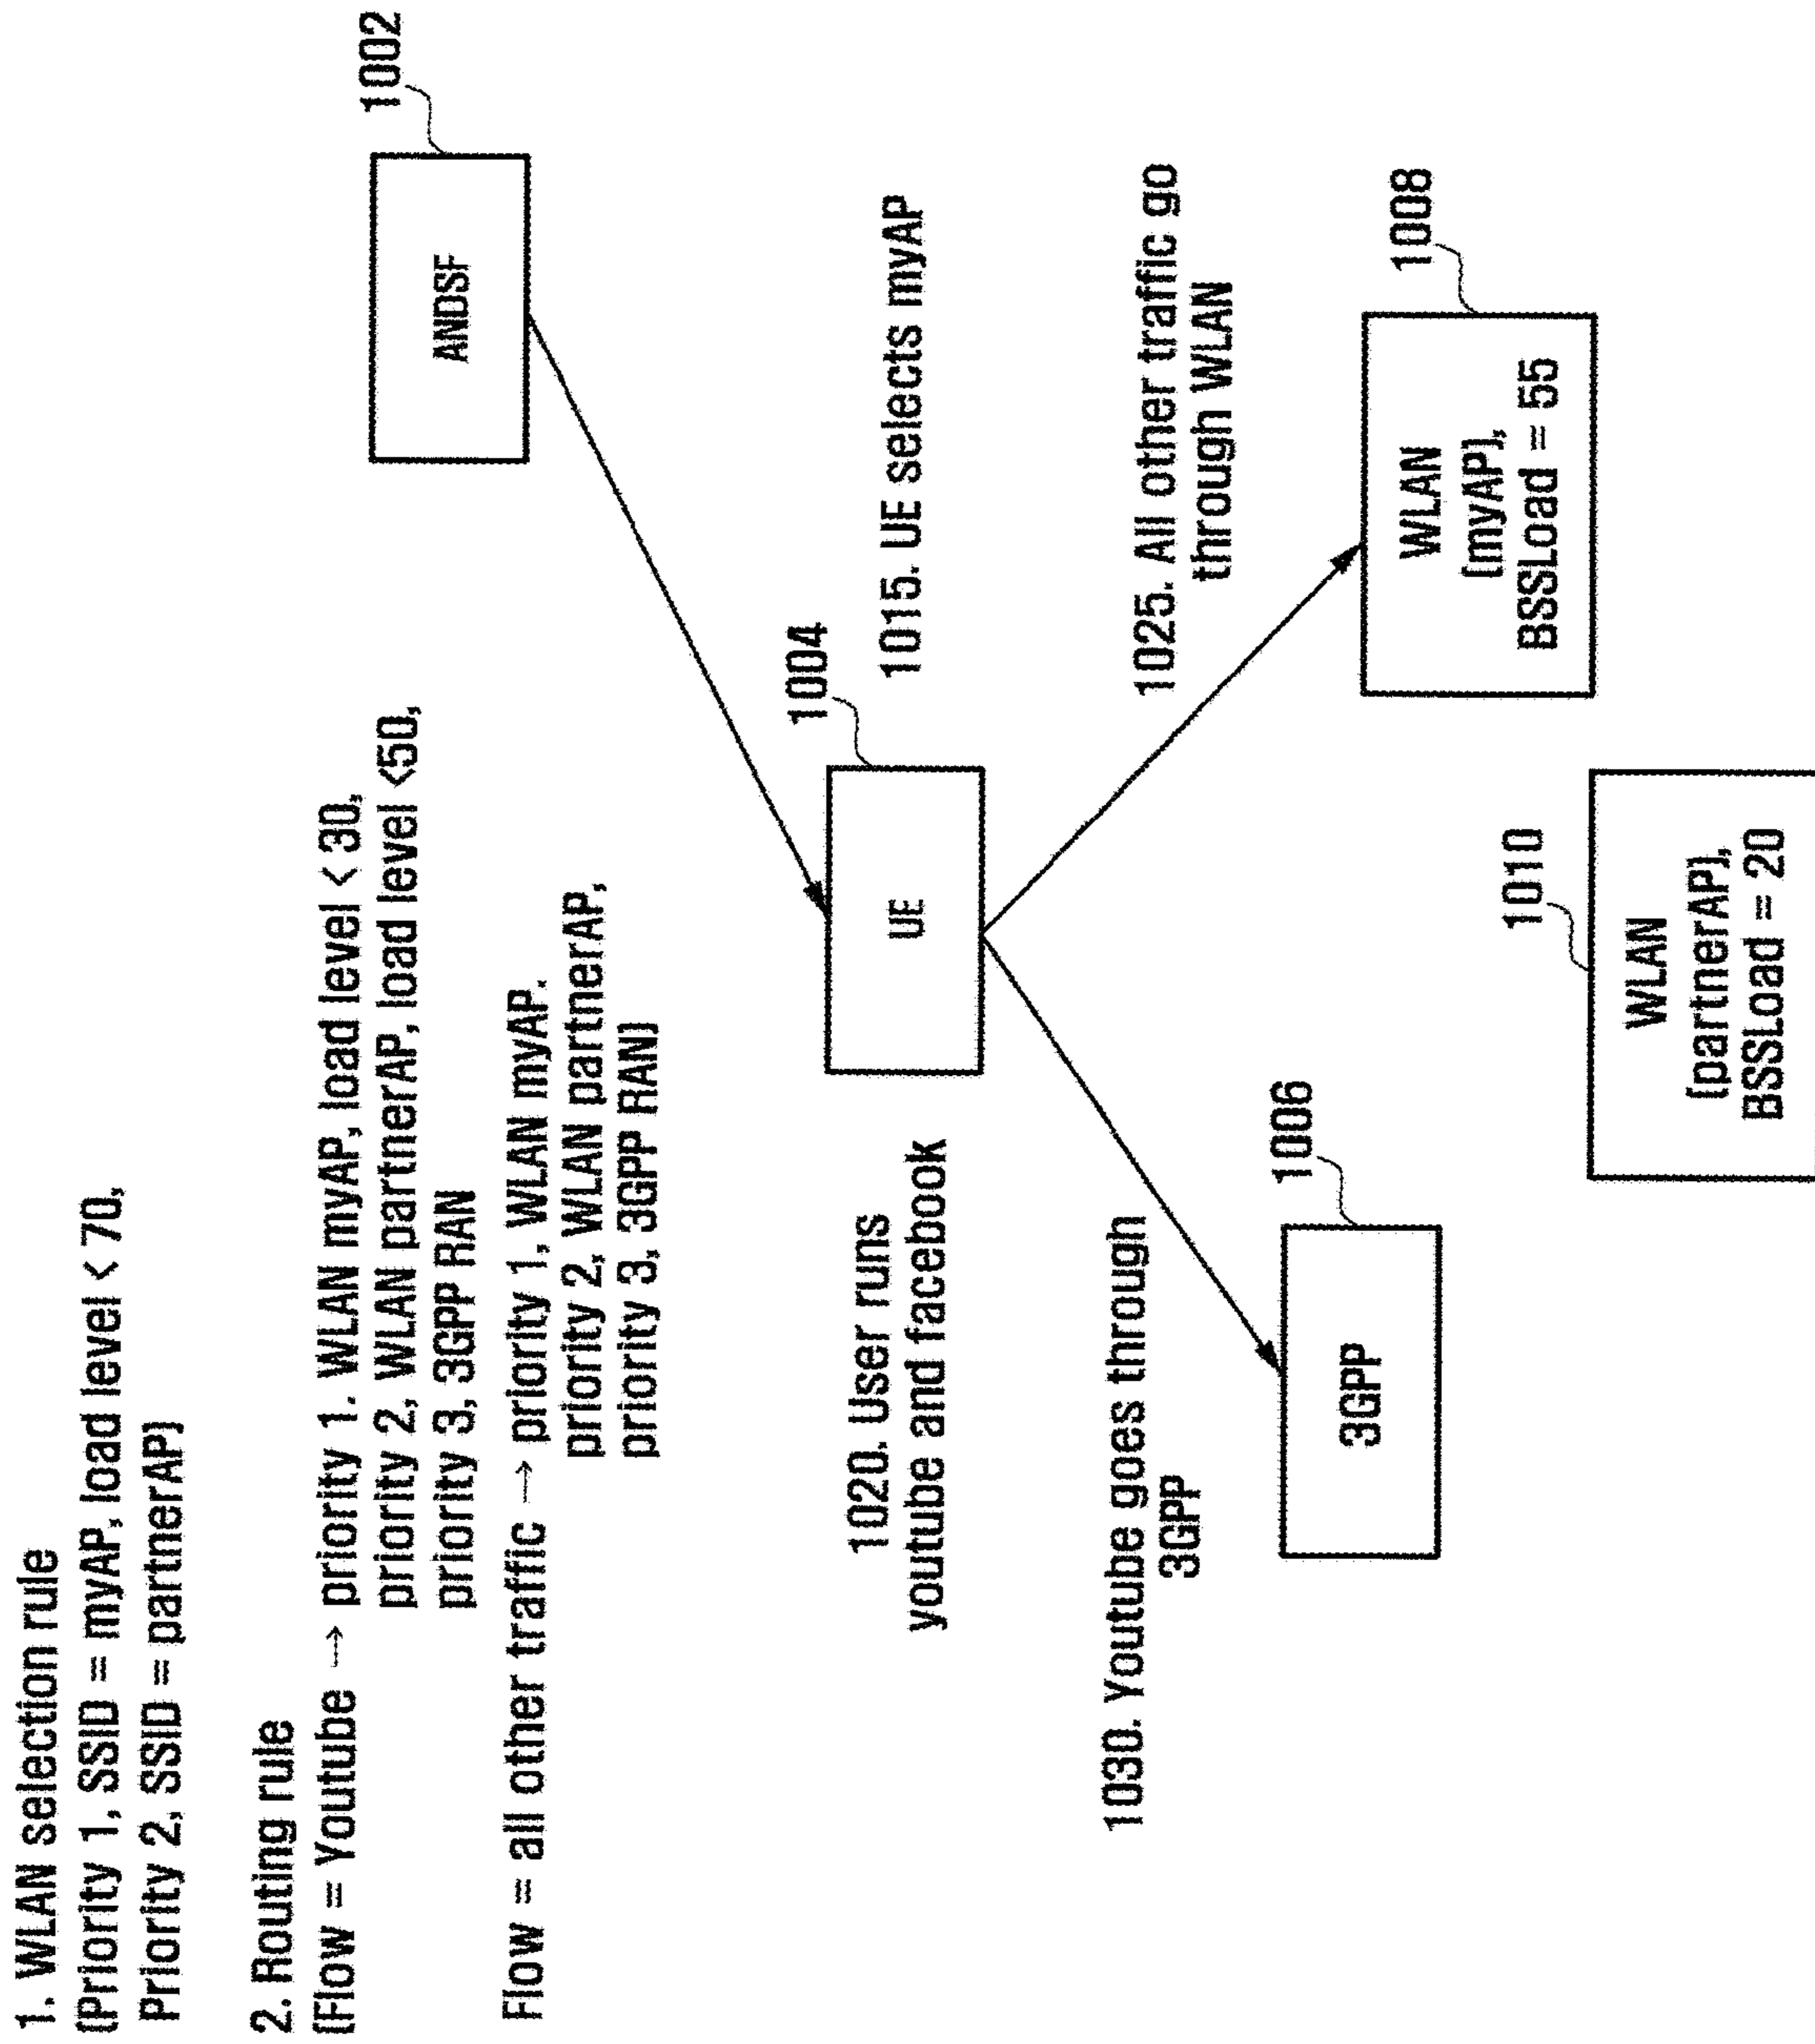 1. WLAN selection rule
(Priority 1, SSID = myAP, load level < 70,
Priority 2, SSID = partnerAP)
2. Routing rule
(Flow = Youtube → priority 1. WLAN myAP, load level < 30,
priority 2, WLAN partnerAP, load level <50,
priority 3, 3GPP RAN
Flow = all other traffic → priority 1, WLAN myAP.
priority 2, WLAN partnerAP,
priority 3, 3GPP RAN)
1002
ANDSF
1004
UE
1015. UE selects myAP
1020. User runs
youtube and facebook
1025. All other traffic go
through WLAN
1030. Youtube goes through
3GPP
1006
3GPP
1008
WLAN
(myAP),
BSSLoad = 55
1010
WLAN
(partnerAP),
BSSLoad = 20